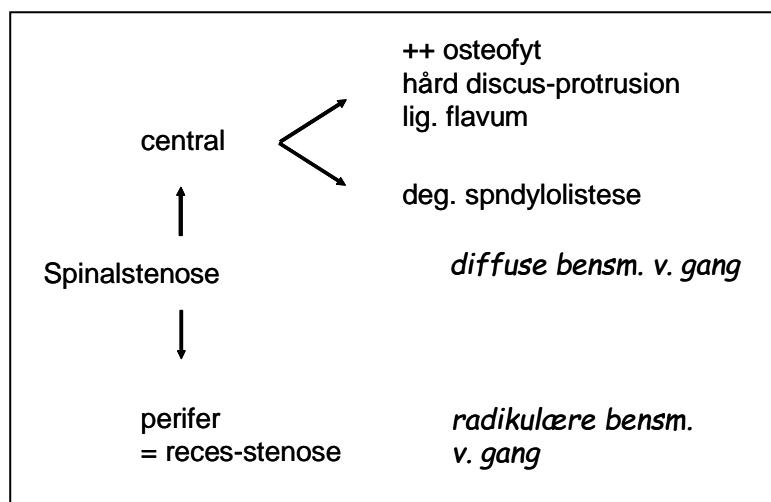 ++ osteofyt
hård discus-protrusion
lig. flavum
central
deg. spndylolistese
Spinalstenose
diffuse bensm. v. gang
perifer
= reces-stenose
radikulære bensm.
v. gang